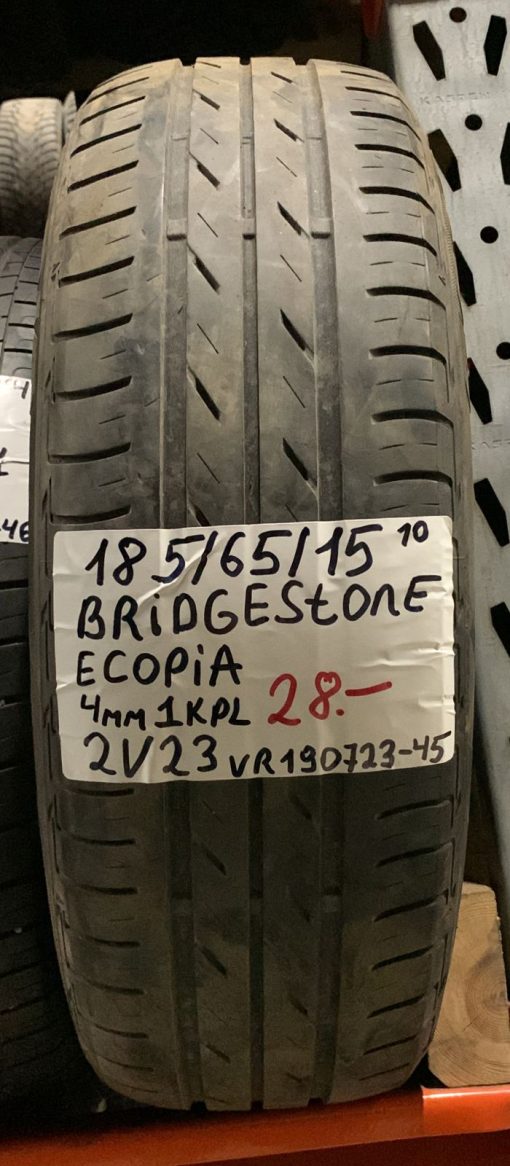 185/65/15 10
BRiDGEStOnE
ECOPiA
4mm 1KPL 28.-
2V23 VR190723-45